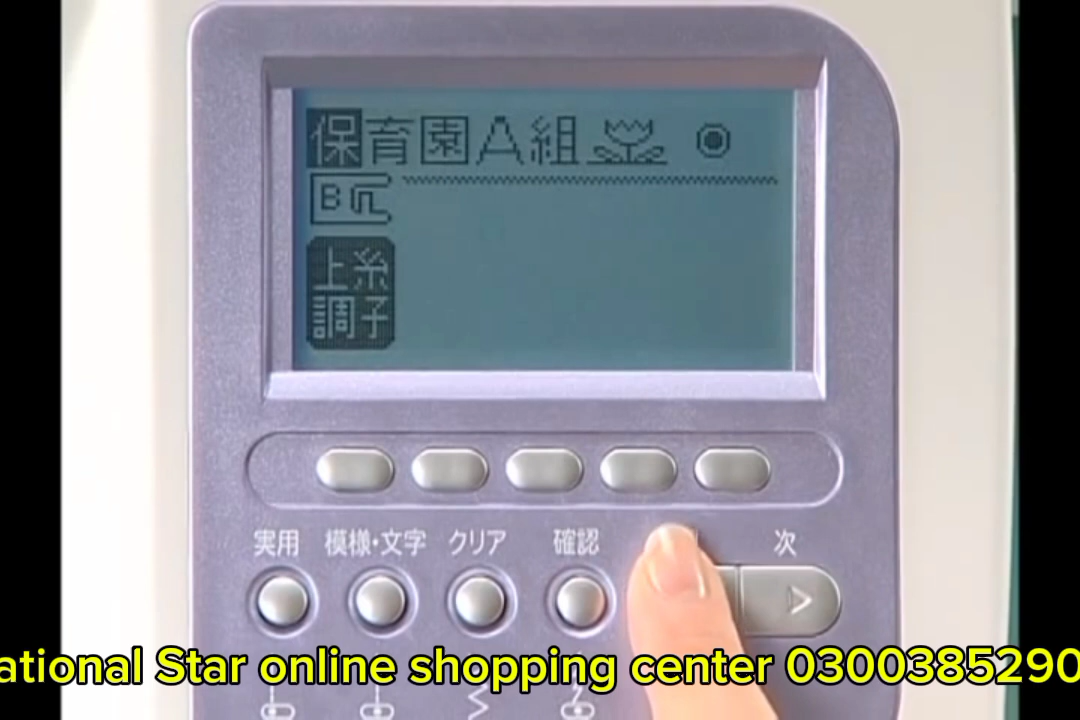 保育園A組
B
上糸
調子
実用 模様・文字 クリア 確認 次
ational Star online shopping center 0300385290